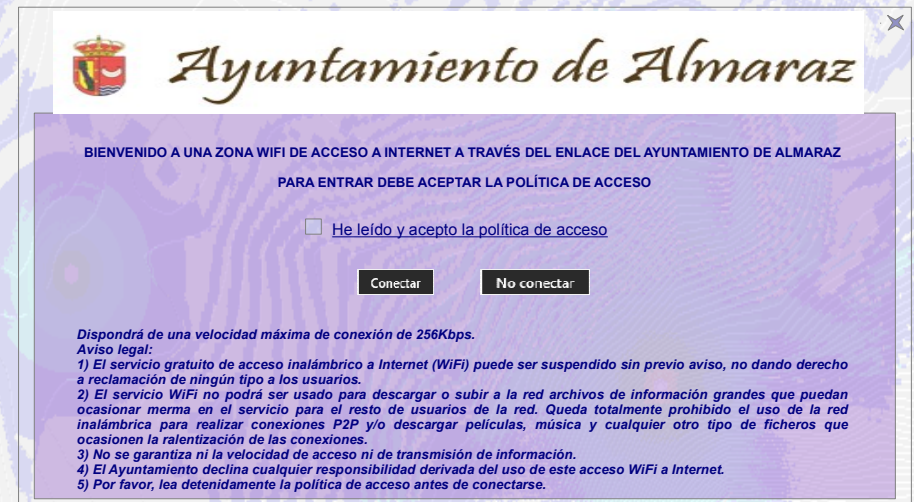 Ayuntamiento de Almaraz
BIENVENIDO A UNA ZONA WIFI DE ACCESO A INTERNET A TRAVÉS DEL ENLACE DEL AYUNTAMIENTO DE ALMARAZ
PARA ENTRAR DEBE ACEPTAR LA POLÍTICA DE ACCESO
He leído y acepto la política de acceso
Conectar No conectar
Dispondrá de una velocidad máxima de conexión de 256Kbps.
Aviso legal:
1) El servicio gratuito de acceso inalámbrico a Internet (WiFi) puede ser suspendido sin previo aviso, no dando derecho
a reclamación de ningún tipo a los usuarios.
2) El servicio WiFi no podrá ser usado para descargar o subir a la red archivos de información grandes que puedan
ocasionar merma en el servicio para el resto de usuarios de la red. Queda totalmente prohibido el uso de la red
inalámbrica para realizar conexiones P2P y/o descargar películas, música y cualquier otro tipo de ficheros que
ocasionen la ralentización de las conexiones.
3) No se garantiza ni la velocidad de acceso ni de transmisión de información.
4) El Ayuntamiento declina cualquier responsabilidad derivada del uso de este acceso WiFi a Internet.
5) Por favor, lea detenidamente la política de acceso antes de conectarse.